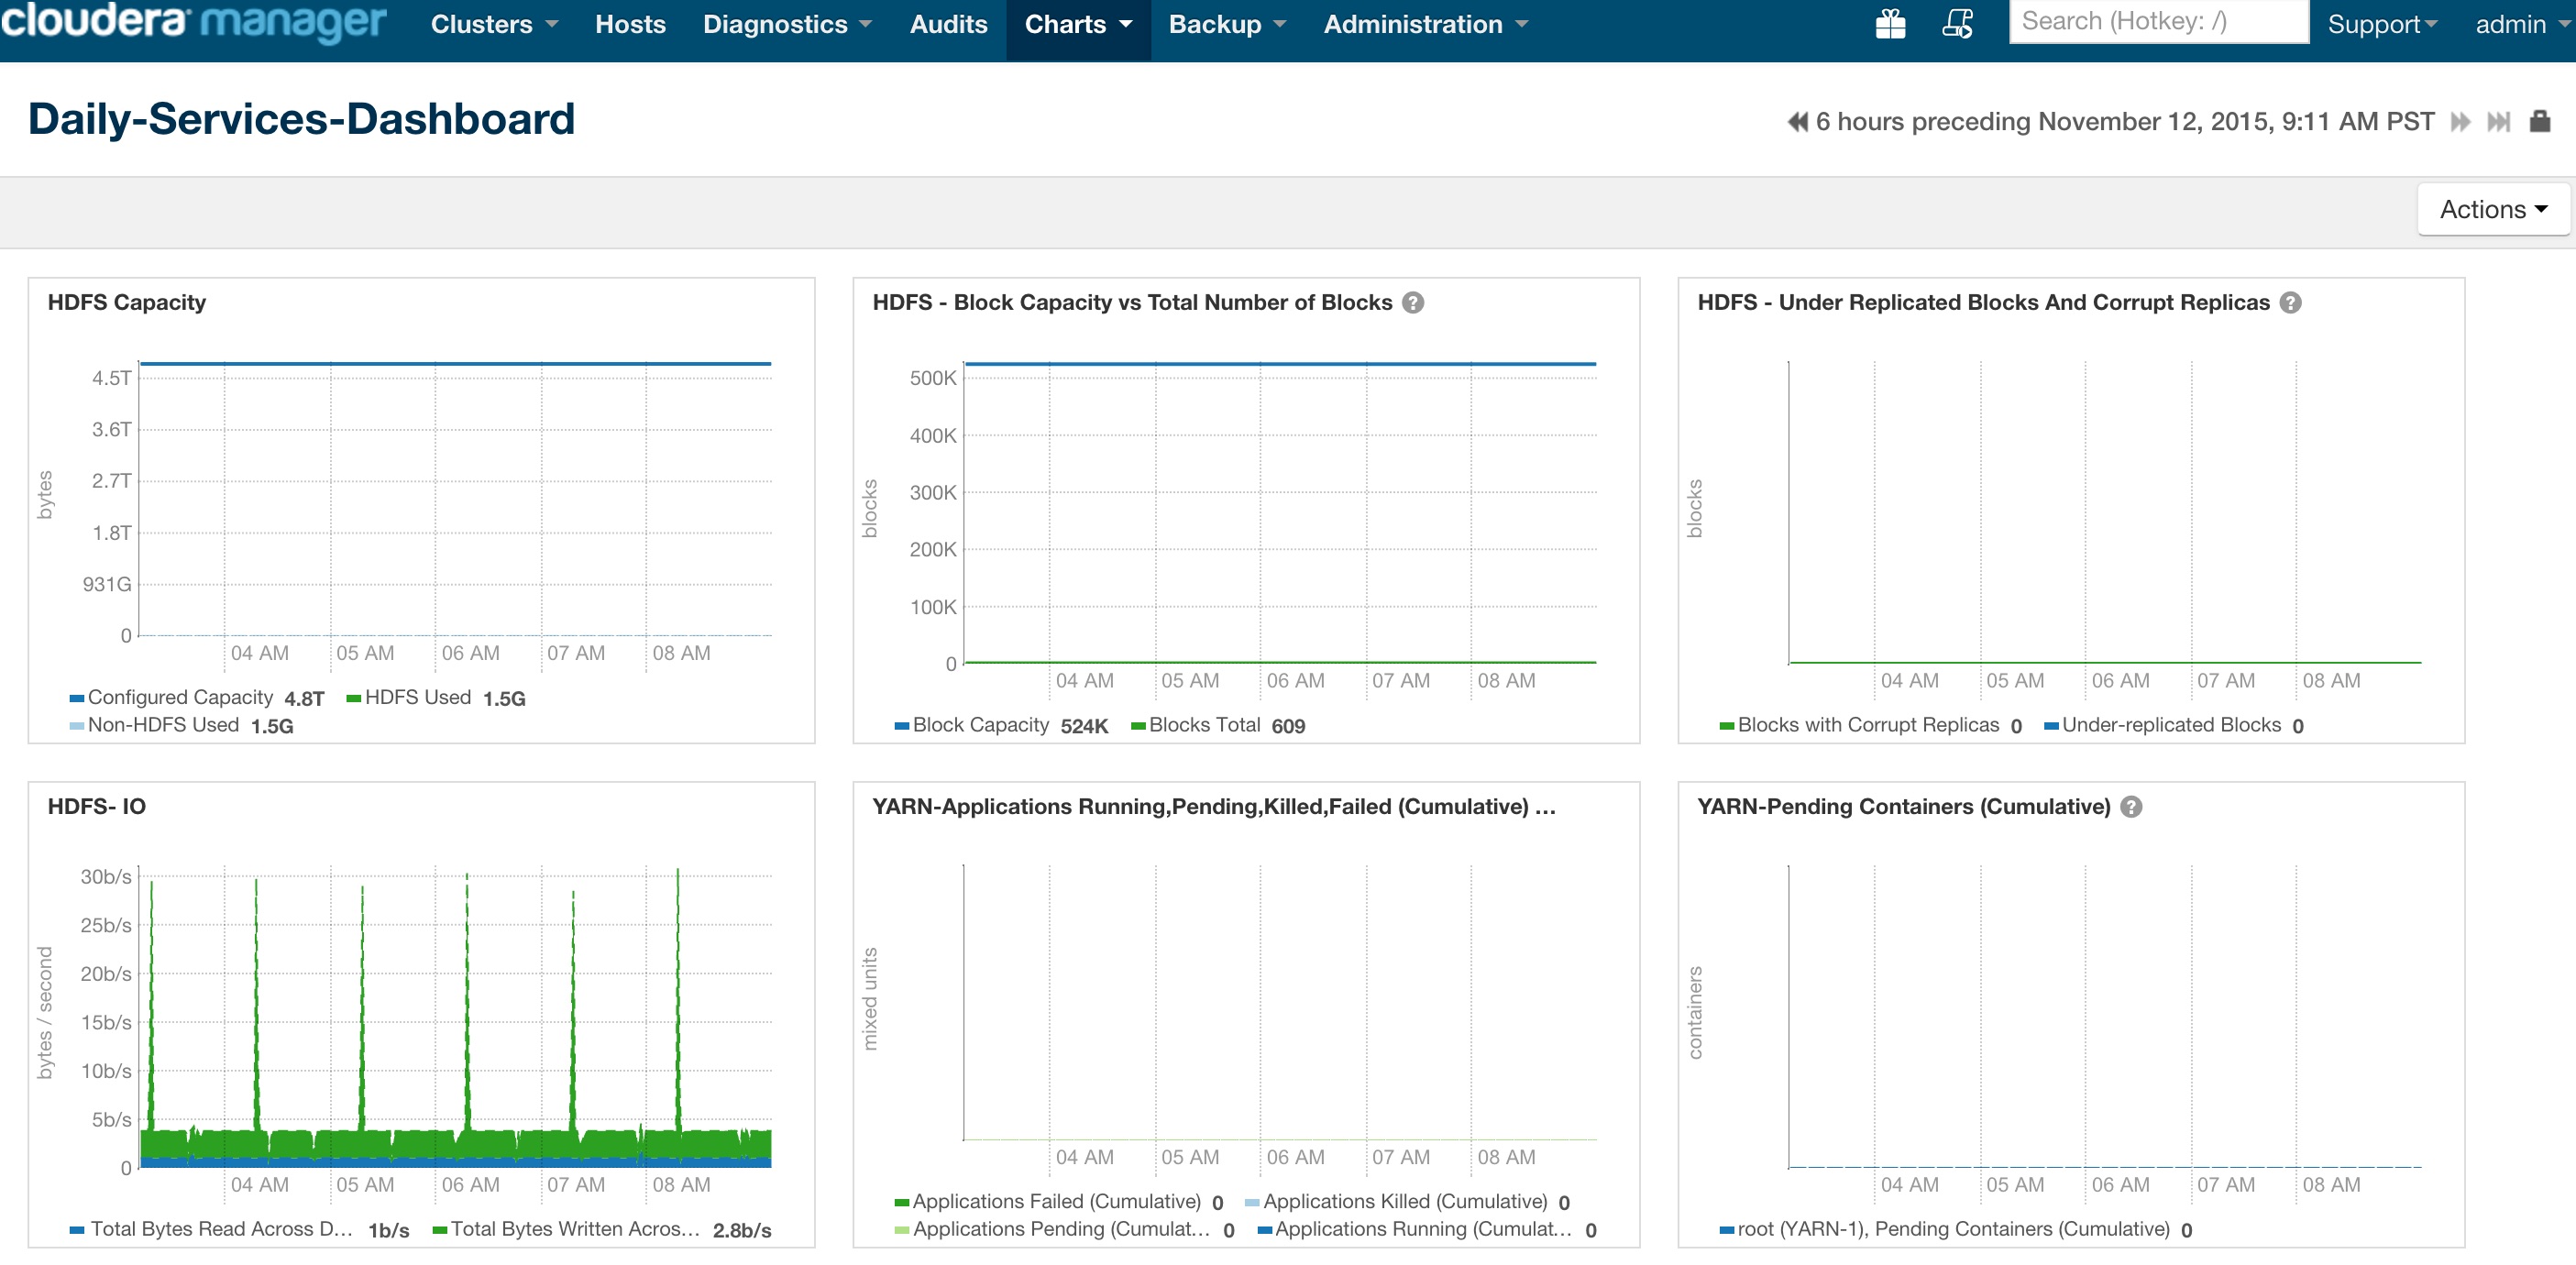 cloudera manager Clusters Hosts Diagnostics Audits Charts Backup Administration Search (Hotkey: /) Support admin
Daily-Services-Dashboard
6 hours preceding November 12, 2015, 9:11 AM PST
Actions
HDFS Capacity
bytes
4.5T
3.6T
2.7T
1.8T
931G
0
04 AM 05 AM 06 AM 07 AM 08 AM
Configured Capacity 4.8T HDFS Used 1.5G
Non-HDFS Used 1.5G
HDFS - Block Capacity vs Total Number of Blocks ?
blocks
500K
400K
300K
200K
100K
0
04 AM 05 AM 06 AM 07 AM 08 AM
Block Capacity 524K Blocks Total 609
HDFS - Under Replicated Blocks And Corrupt Replicas ?
blocks
04 AM 05 AM 06 AM 07 AM 08 AM
Blocks with Corrupt Replicas 0 Under-replicated Blocks 0
HDFS- IO
bytes / second
30b/s
25b/s
20b/s
15b/s
10b/s
5b/s
0
04 AM 05 AM 06 AM 07 AM 08 AM
Total Bytes Read Across D... 1b/s Total Bytes Written Acros... 2.8b/s
YARN-Applications Running,Pending,Killed,Failed (Cumulative) ...
mixed units
04 AM 05 AM 06 AM 07 AM 08 AM
Applications Failed (Cumulative) 0 Applications Killed (Cumulative) 0
Applications Pending (Cumulat... 0 Applications Running (Cumulat... 0
YARN-Pending Containers (Cumulative) ?
containers
04 AM 05 AM 06 AM 07 AM 08 AM
root (YARN-1), Pending Containers (Cumulative) 0